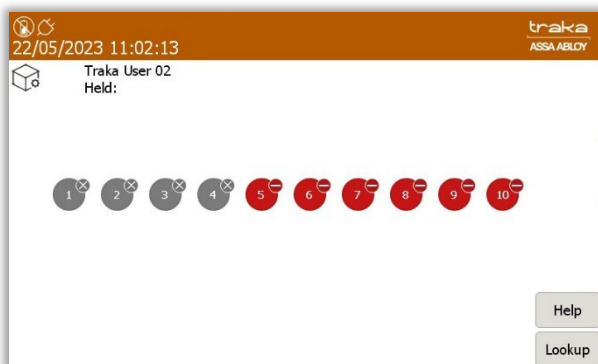 traka
22/05/2023 11:02:13
ASSA ABLOY
Traka User 02
Held:
1 2 3 4 5 6 7 8 9 10
Help
Lookup